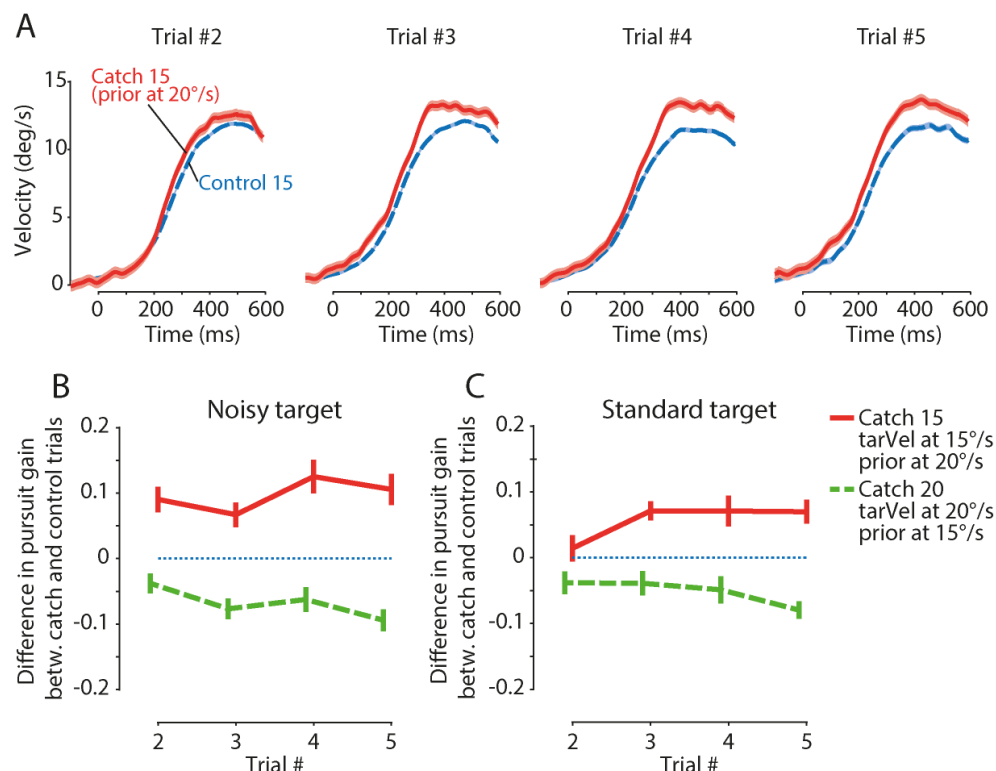 A
Trial #2
Trial #3
Trial #4
Trial #5
Velocity (deg/s)
15
10
5
0
Catch 15
(prior at 20°/s)
Control 15
0 200 400 600
Time (ms)
0 200 400 600
Time (ms)
0 200 400 600
Time (ms)
0 200 400 600
Time (ms)
B
Noisy target
Difference in pursuit gain
betw. catch and control trials
0.2
0.1
0
-0.1
-0.2
2 3 4 5
Trial #
C
Standard target
Difference in pursuit gain
betw. catch and control trials
0.2
0.1
0
-0.1
-0.2
2 3 4 5
Trial #
Catch 15
tarVel at 15°/s
prior at 20°/s
Catch 20
tarVel at 20°/s
prior at 15°/s